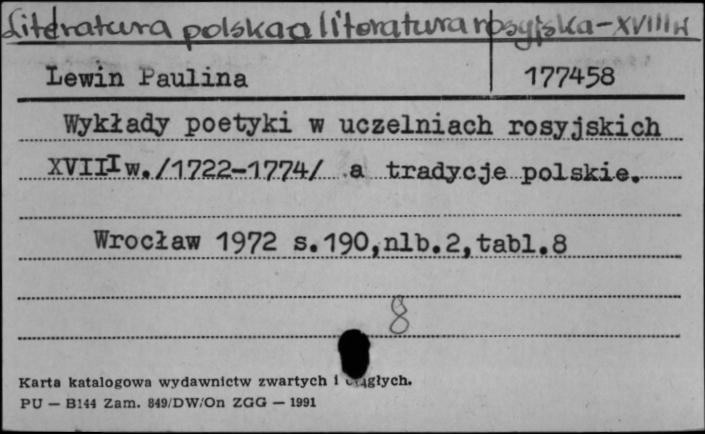 Literatura polska a literatura rosyjska - XVIII w
Lewin Paulina 177458
Wykłady poetyki w uczelniach rosyjskich
XVIII w./1722-1774/ a tradycje polskie.
Wrocław 1972 s.190,nlb.2,tabl.8
8
Karta katalogowa wydawnictw zwartych i ciągłych.
PU — B144 Zam. 849/DW/On ZGG — 1991